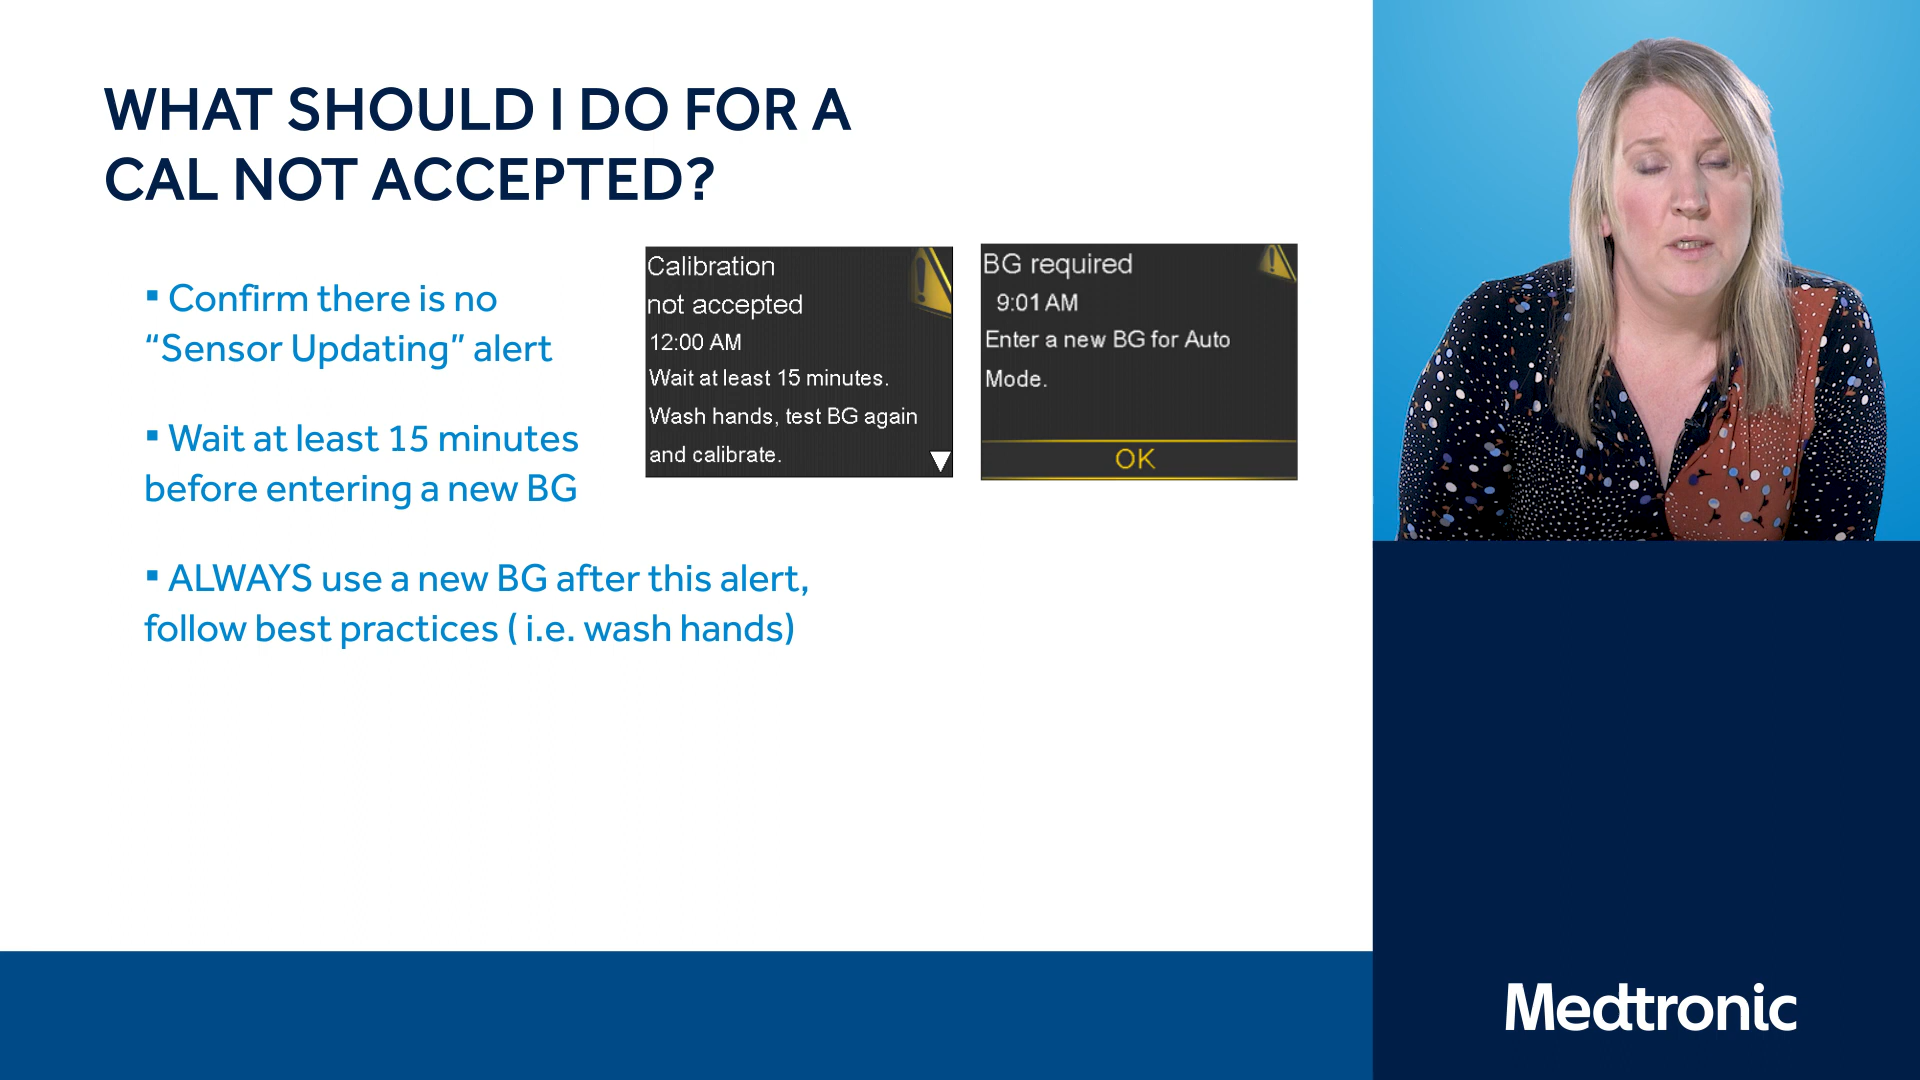 WHAT SHOULD I DO FOR A
CAL NOT ACCEPTED?
▪ Confirm there is no
“Sensor Updating” alert
▪ Wait at least 15 minutes
before entering a new BG
▪ ALWAYS use a new BG after this alert,
follow best practices ( i.e. wash hands)
Calibration
not accepted
12:00 AM
Wait at least 15 minutes.
Wash hands, test BG again
and calibrate.
BG required
9:01 AM
Enter a new BG for Auto
Mode.
OK
Medtronic